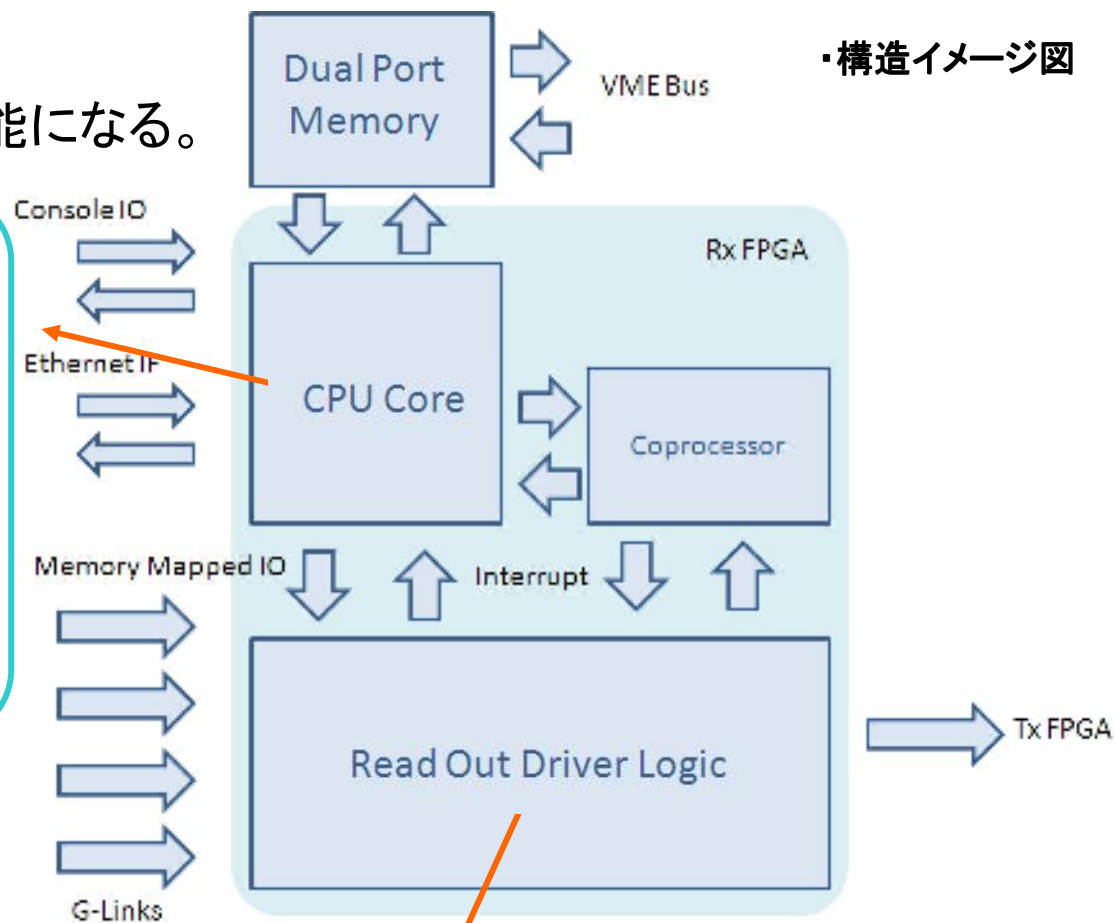 ・構造イメージ図
Dual Port
Memory
VME Bus
能になる。
Console IO
Rx FPGA
Ethernet IF
CPU Core
Coprocessor
Memory Mapped IO
Interrupt
Read Out Driver Logic
Tx FPGA
G-Links